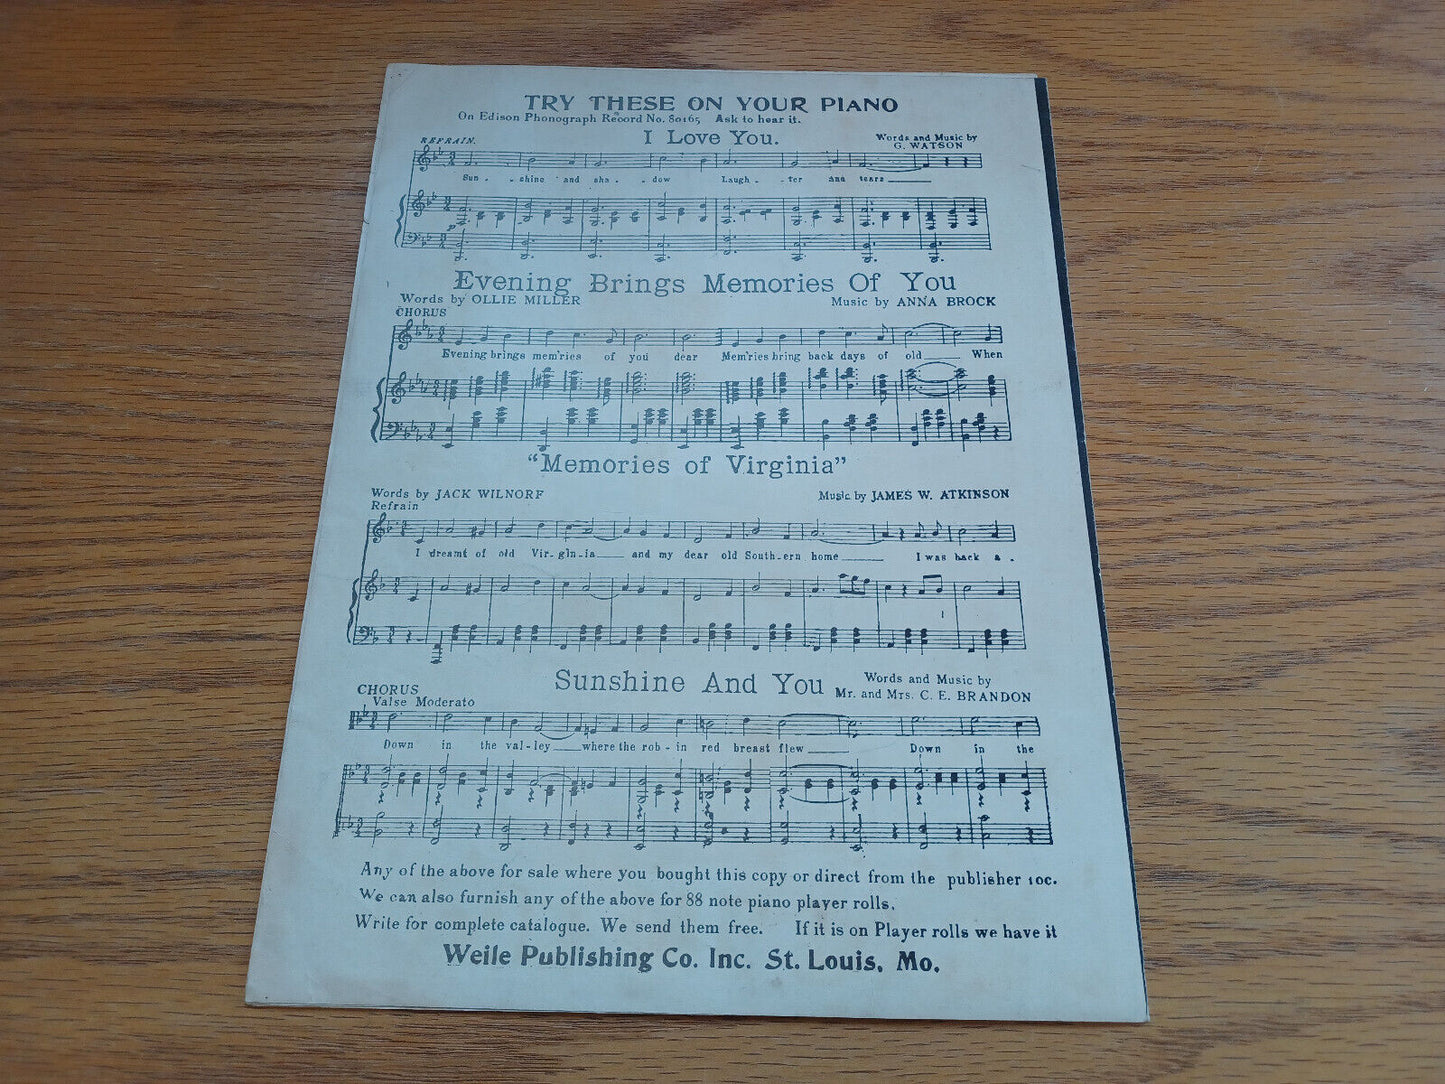 TRY THESE ON YOUR PIANO
On Edison Phonograph Record No. 80165 Ask to hear it.
I Love You.
Words and Music by
G. WATSON
REFRAIN.
Sun - - shine and sha - - dow Laugh - - ter and tears
Evening Brings Memories Of You
Words by OLLIE MILLER
Music by ANNA BROCK
CHORUS
Evening brings mem'ries of you dear Mem'ries bring back days of old When
"Memories of Virginia"
Words by JACK WILNORF
Music by JAMES W. ATKINSON
Refrain
I dreamt of old Vir-gin-ia and my dear old South-ern home I was back a -
Sunshine And You
Words and Music by
Mr. and Mrs. C. E. BRANDON
CHORUS
Valse Moderato
Down in the val-ley where the rob-in red breast flew Down in the
Any of the above for sale where you bought this copy or direct from the publisher 10c.
We can also furnish any of the above for 88 note piano player rolls.
Write for complete catalogue. We send them free. If it is on Player rolls we have it
Weile Publishing Co. Inc. St. Louis, Mo.